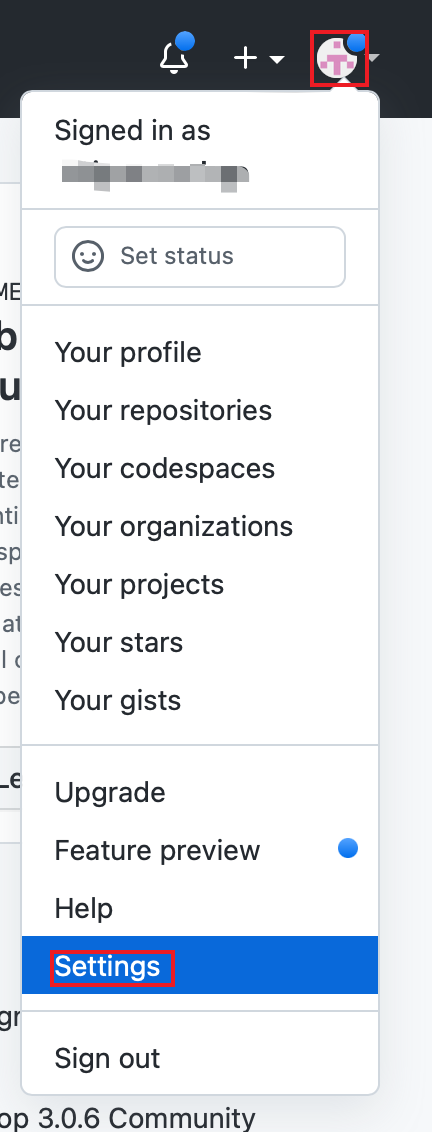 Signed in as
Set status
Your profile
Your repositories
Your codespaces
Your organizations
Your projects
Your stars
Your gists
Upgrade
Feature preview
Help
Settings
Sign out
op 3.0.6 Community